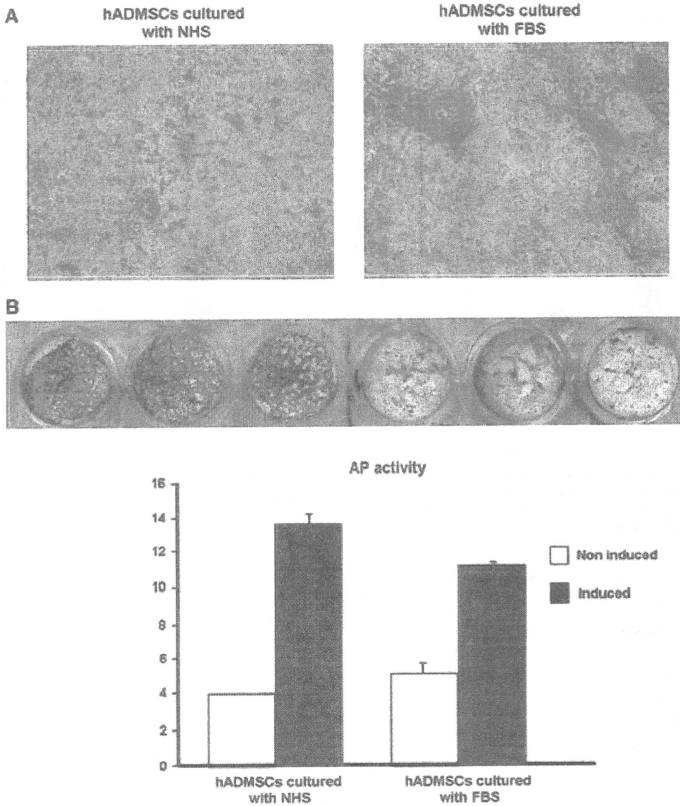 A
hADMSCs cultured
with NHS
hADMSCs cultured
with FBS
B
AP activity
16
14
12
10
8
6
4
2
0
Non induced
Induced
hADMSCs cultured
with NHS
hADMSCs cultured
with FBS